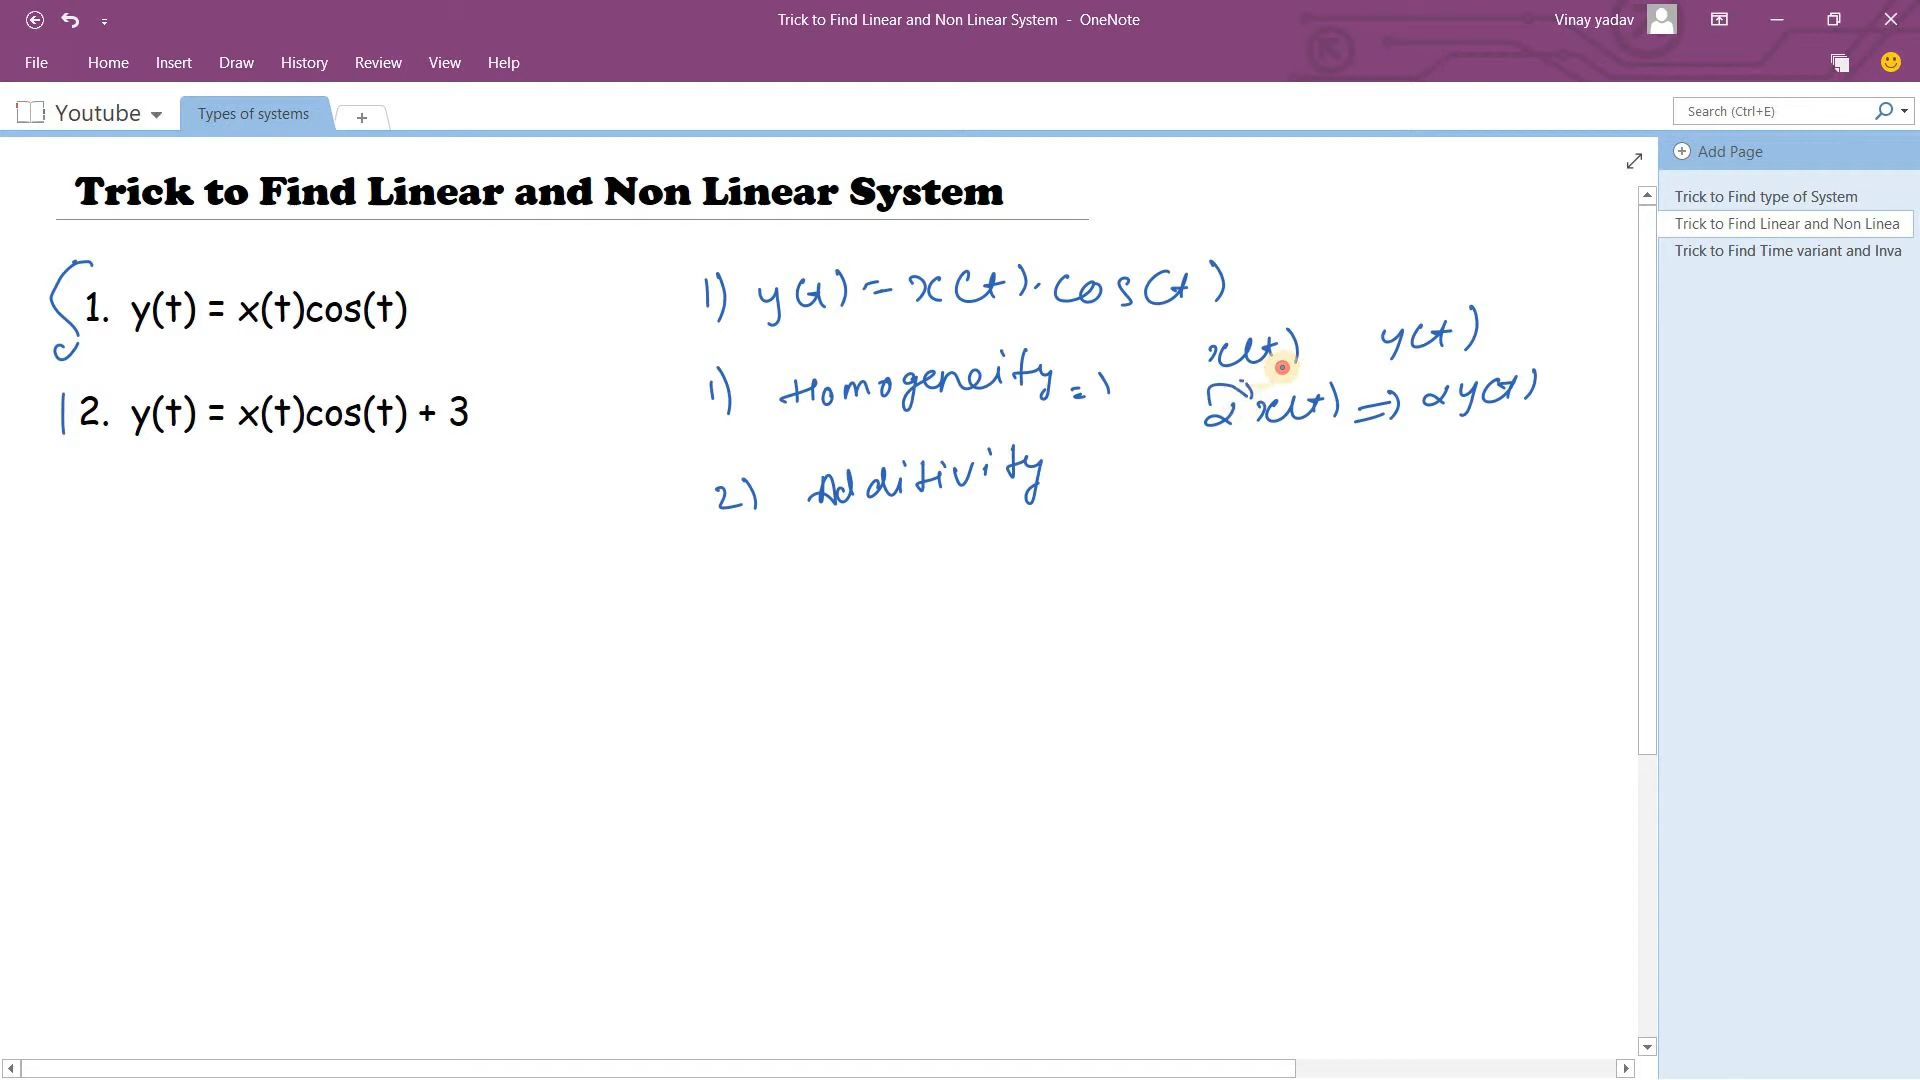 Trick to Find Linear and Non Linear System - OneNote
Vinay yadav
File Home Insert Draw History Review View Help
Youtube
Types of systems
Search (Ctrl+E)
Add Page
Trick to Find type of System
Trick to Find Linear and Non Linea
Trick to Find Time variant and Inva
Trick to Find Linear and Non Linear System
1. y(t) = x(t)cos(t)
2. y(t) = x(t)cos(t) + 3
1) y(t) = x(t).cos(t)
x(t) y(t)
1) Homogeneity =)
αx(t) => αy(t)
2) Additivity